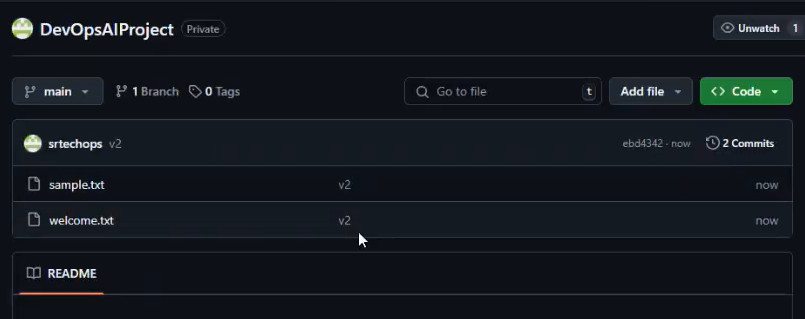 DevOpsAIProject Private Unwatch 1
main 1 Branch 0 Tags Go to file t Add file Code
srtechops v2 ebd4342 · now 2 Commits
sample.txt v2 now
welcome.txt v2 now
README